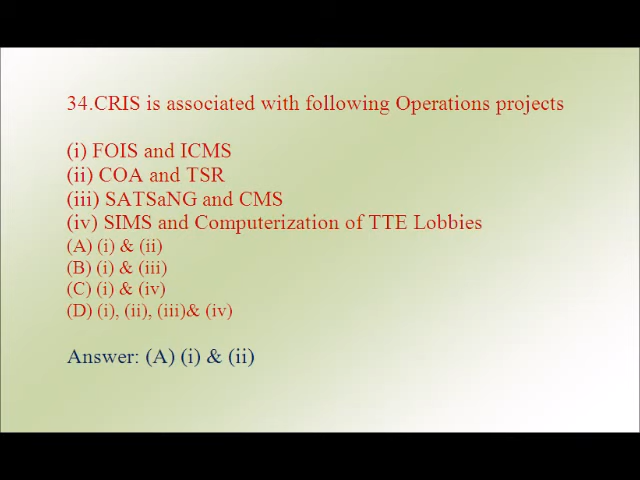 34.CRIS is associated with following Operations projects
(i) FOIS and ICMS
(ii) COA and TSR
(iii) SATSaNG and CMS
(iv) SIMS and Computerization of TTE Lobbies
(A) (i) & (ii)
(B) (i) & (iii)
(C) (i) & (iv)
(D) (i), (ii), (iii)& (iv)
Answer: (A) (i) & (ii)